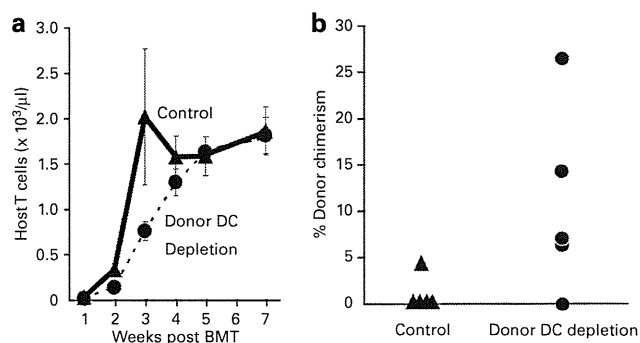 a
3.0
2.5
2.0
1.5
1.0
0.5
0
Host T cells (x 10³/µl)
Control
Donor DC
Depletion
1 2 3 4 5 6 7
Weeks post BMT
b
30
25
20
15
10
5
0
% Donor chimerism
Control Donor DC depletion